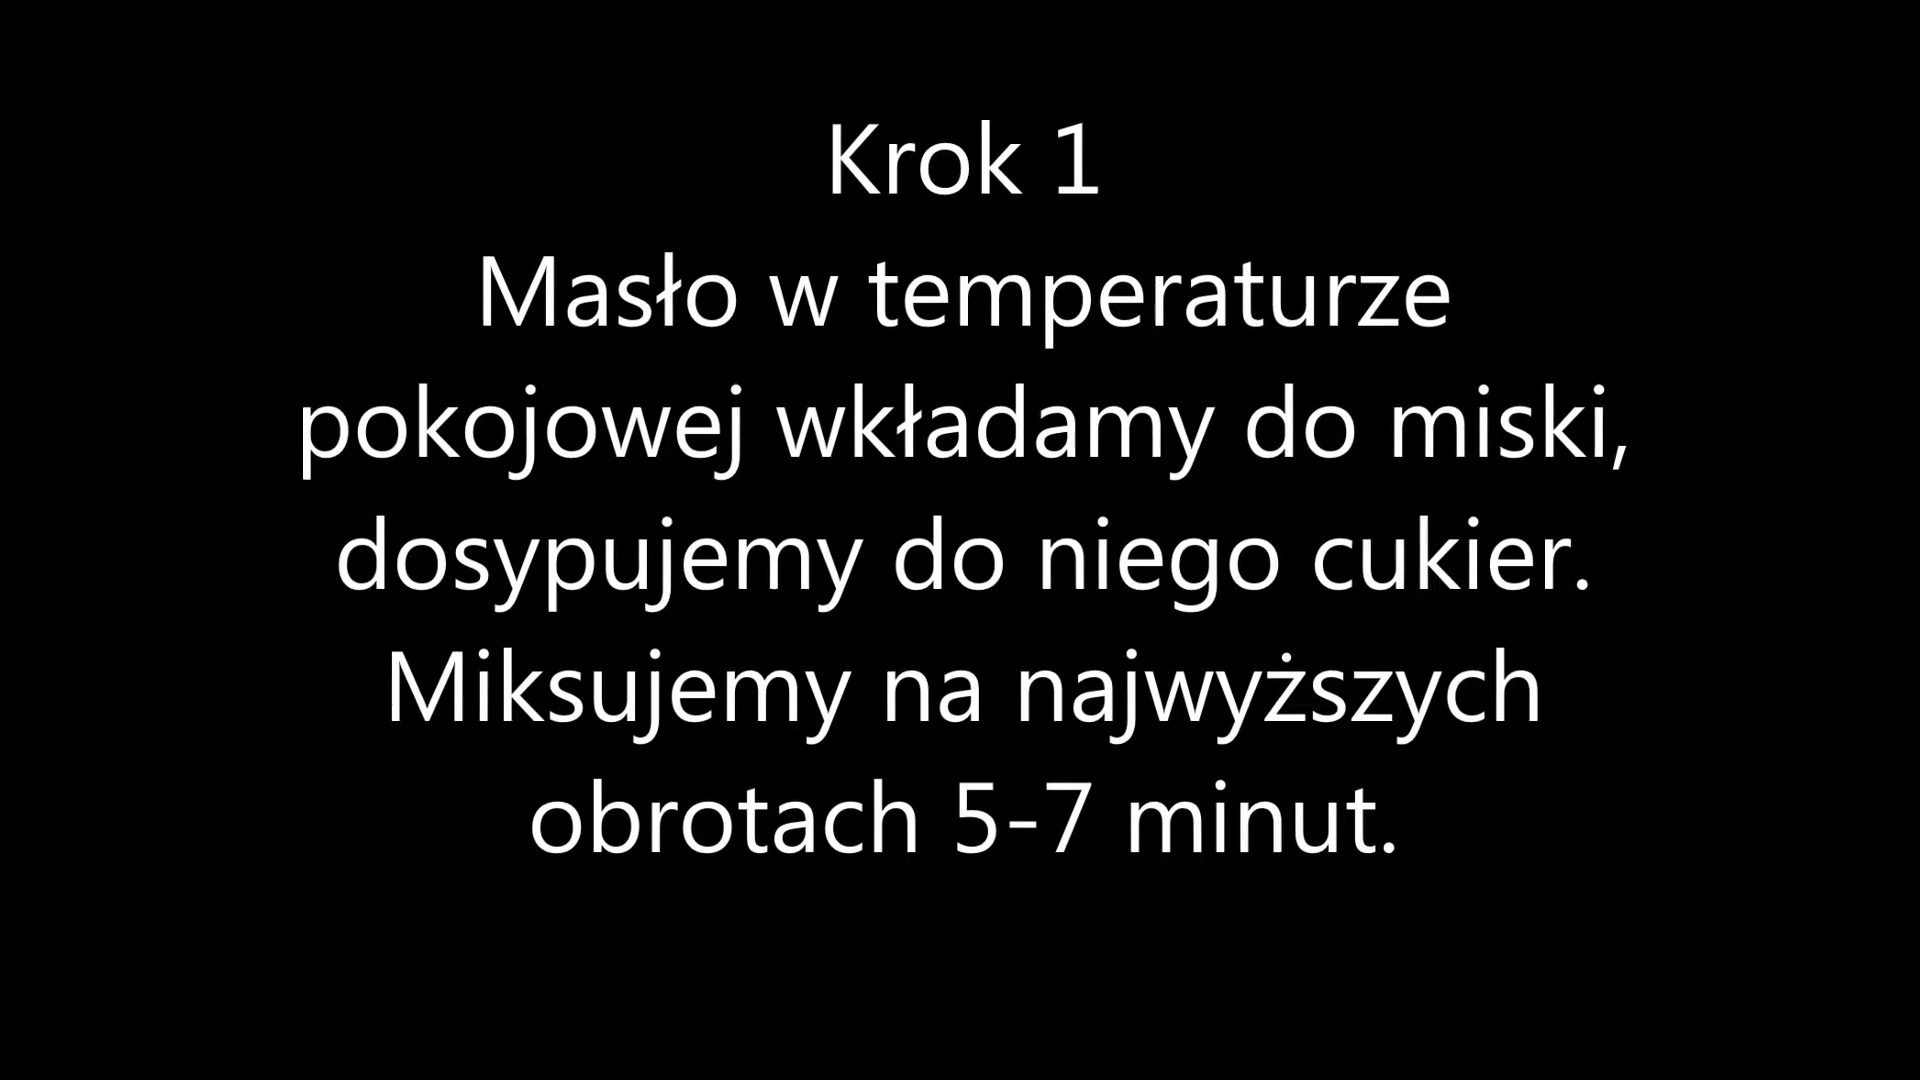 Krok 1
Masło w temperaturze
pokojowej wkładamy do miski,
dosypujemy do niego cukier.
Miksujemy na najwyższych
obrotach 5-7 minut.